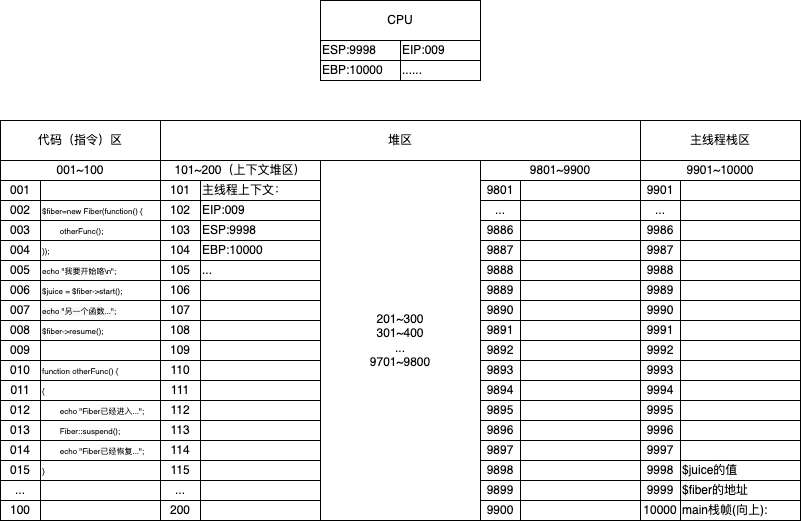 CPU
ESP:9998 EIP:009
EBP:10000 ......
代码（指令）区 堆区 主线程栈区
001~100 101~200（上下文堆区） 9801~9900 9901~10000
001 101 主线程上下文： 9801 9901
002 $fiber=new Fiber(function() { 102 EIP:009 ... ...
003 otherFunc(); 103 ESP:9998 9886 9986
004 }); 104 EBP:10000 9887 9987
005 echo "我要开始咯\n"; 105 ... 9888 9988
006 $juice = $fiber->start(); 106 9889 9989
007 echo "另一个函数..."; 107 201~300 9890 9990
008 $fiber->resume(); 108 301~400 9891 9991
009 109 ... 9892 9992
010 function otherFunc() { 110 9701~9800 9893 9993
011 { 111 9894 9994
012 echo "Fiber已经进入..."; 112 9895 9995
013 Fiber::suspend(); 113 9896 9996
014 echo "Fiber已经恢复..."; 114 9897 9997
015 } 115 9898 9998 $juice的值
... ... 9899 9999 $fiber的地址
100 200 9900 10000 main栈帧(向上):